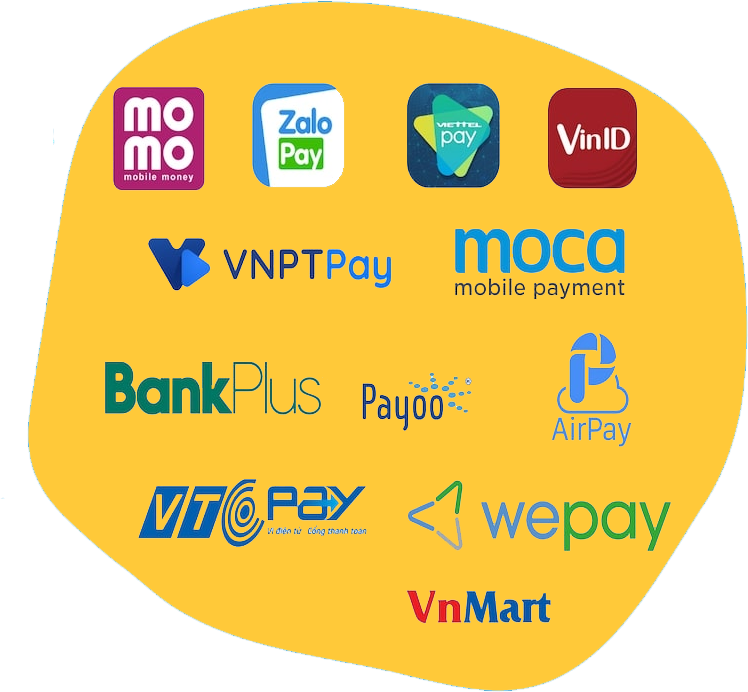 mo
mo
mobile money
Zalo
Pay
VIETTEL
pay
VinID
VNPTPay
moca
mobile payment
BankPlus
Payoo
AirPay
VTC Pay
Ví điện tử - Cổng thanh toán
wepay
VnMart